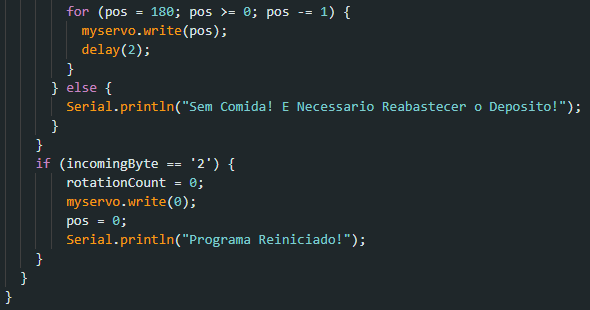 for (pos = 180; pos >= 0; pos -= 1) {
myservo.write(pos);
delay(2);
}
} else {
Serial.println("Sem Comida! E Necessario Reabastecer o Deposito!");
}
}
if (incomingByte == '2') {
rotationCount = 0;
myservo.write(0);
pos = 0;
Serial.println("Programa Reiniciado!");
}
}
}